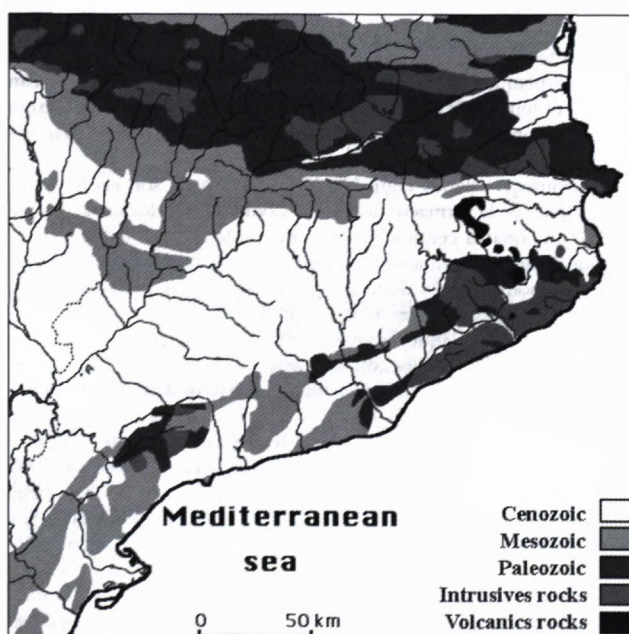 Mediterranean
sea
0 50 km
Cenozoic
Mesozoic
Paleozoic
Intrusives rocks
Volcanics rocks